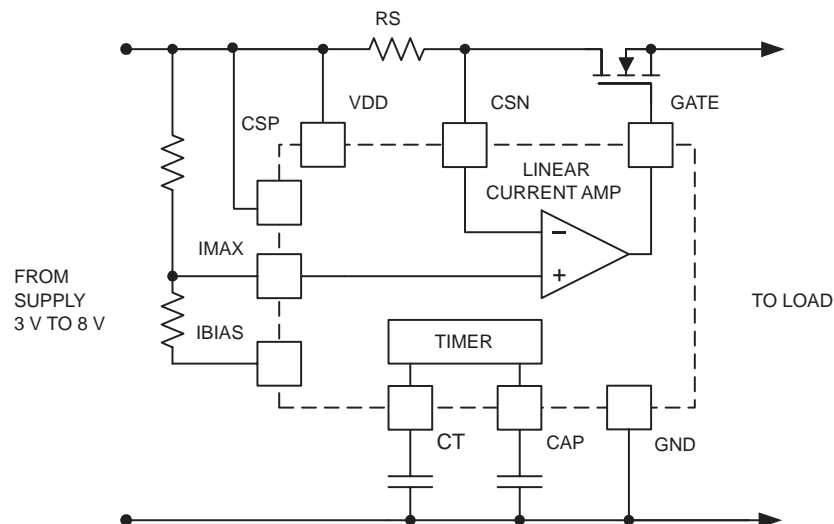 RS
VDD
CSN
GATE
CSP
LINEAR
CURRENT AMP
−
+
IMAX
FROM
SUPPLY
3 V TO 8 V
TO LOAD
IBIAS
TIMER
CT
CAP
GND